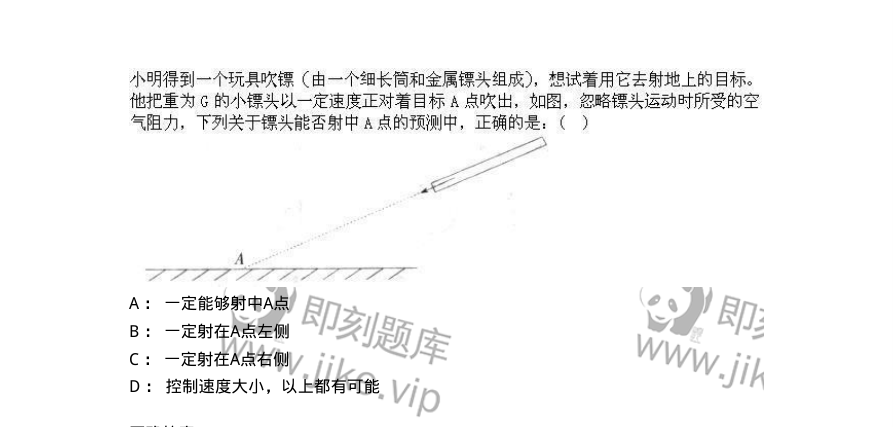 小明得到一个玩具吹镖（由一个细长筒和金属镖头组成），想试着用它去射地上的目标。
他把重为G的小镖头以一定速度正对着目标A点吹出，如图，忽略镖头运动时所受的空
气阻力，下列关于镖头能否射中A点的预测中，正确的是：（ ）
A
A： 一定能够射中A点
B： 一定射在A点左侧
C： 一定射在A点右侧
D： 控制速度大小，以上都有可能
即刻题库
www.jike.vip
即刻
www.jik